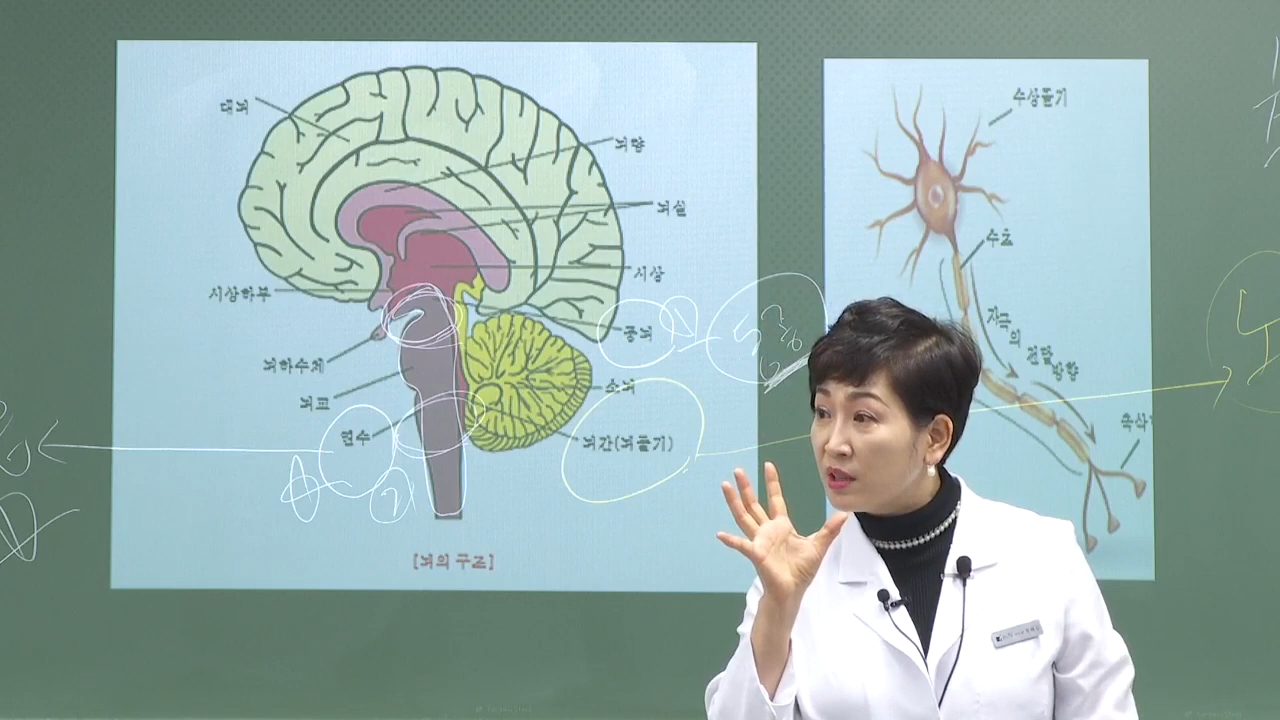 대뇌
뇌량
뇌실
시상
시상하부
중뇌
뇌하수체
뇌교
소뇌
연수
뇌간(뇌줄기)
[뇌의 구조]
수상돌기
수초
자극
의
전달
방향
축삭